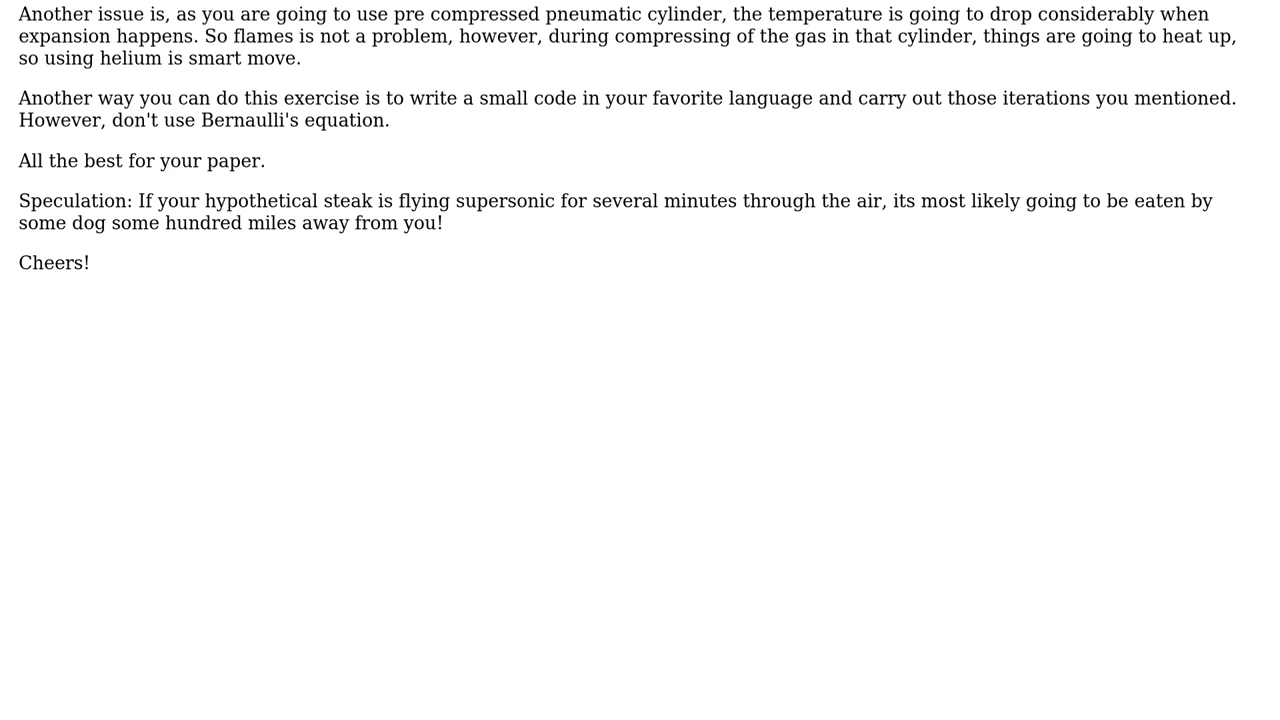 Another issue is, as you are going to use pre compressed pneumatic cylinder, the temperature is going to drop considerably when
expansion happens. So flames is not a problem, however, during compressing of the gas in that cylinder, things are going to heat up,
so using helium is smart move.
Another way you can do this exercise is to write a small code in your favorite language and carry out those iterations you mentioned.
However, don't use Bernaulli's equation.
All the best for your paper.
Speculation: If your hypothetical steak is flying supersonic for several minutes through the air, its most likely going to be eaten by
some dog some hundred miles away from you!
Cheers!